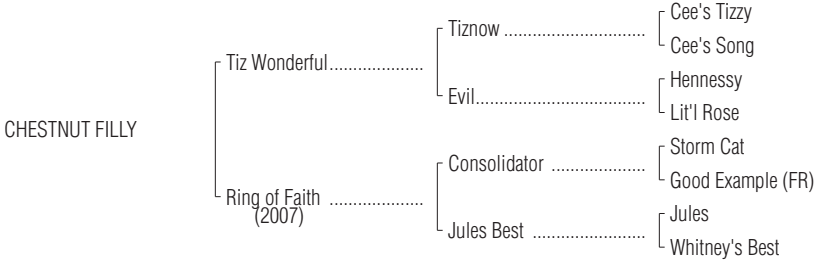 Cee's Tizzy
Tiznow ..............................
Cee's Song
Tiz Wonderful....................
Hennessy
Evil....................................
Lit'l Rose
CHESTNUT FILLY
Storm Cat
Consolidator ....................
Good Example (FR)
Ring of Faith ....................
(2007)
Jules
Jules Best ........................
Whitney's Best